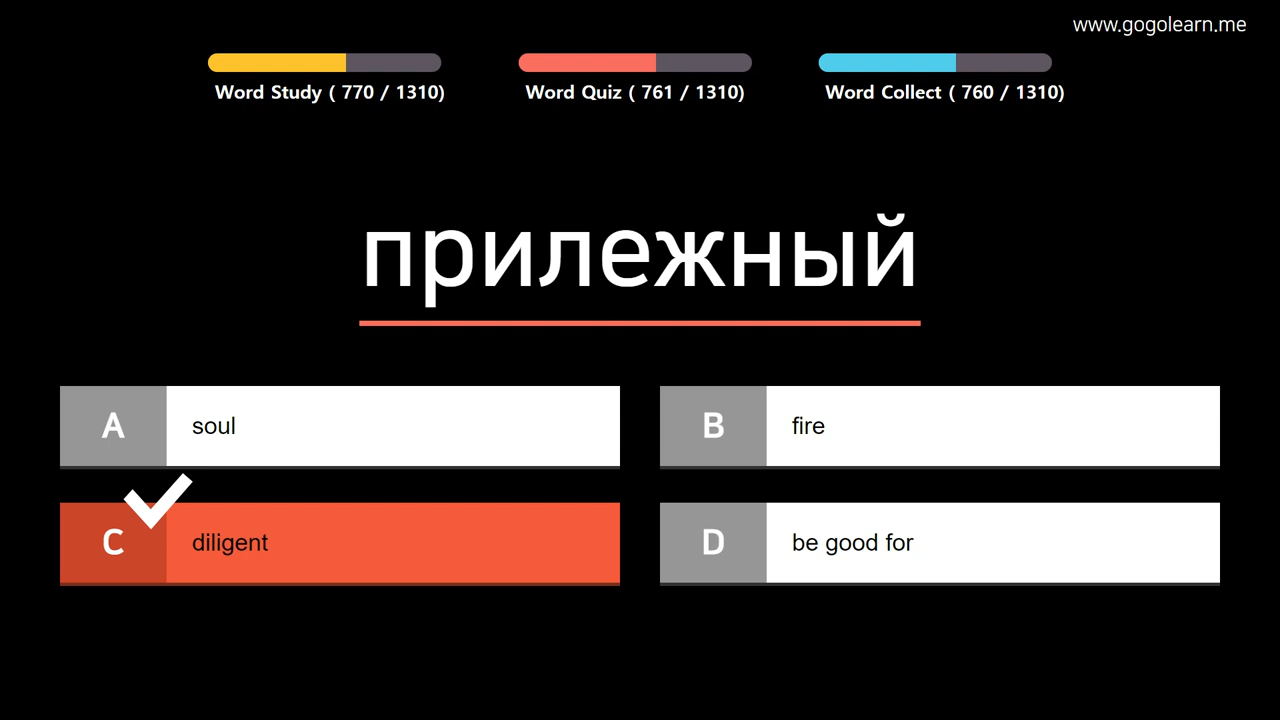 www.gogolearn.me
Word Study ( 770 / 1310)
Word Quiz ( 761 / 1310)
Word Collect ( 760 / 1310)
прилежный
A soul
B fire
C diligent
D be good for